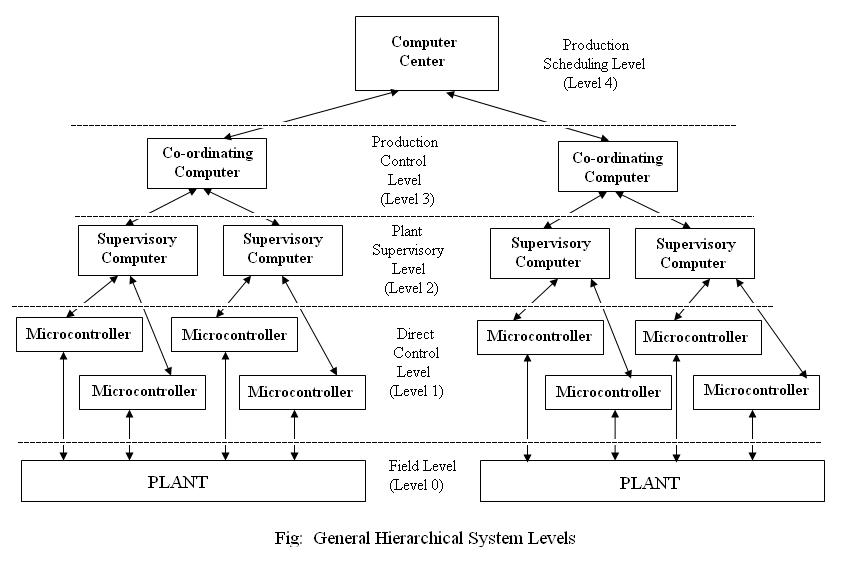 Computer
Center
Production
Scheduling Level
(Level 4)
Co-ordinating
Computer
Production
Control
Level
(Level 3)
Co-ordinating
Computer
Supervisory
Computer
Supervisory
Computer
Plant
Supervisory
Level
(Level 2)
Supervisory
Computer
Supervisory
Computer
Microcontroller
Microcontroller
Direct
Control
Level
(Level 1)
Microcontroller
Microcontroller
Microcontroller
Microcontroller
Microcontroller
Microcontroller
PLANT
Field Level
(Level 0)
PLANT
Fig:  General Hierarchical System Levels